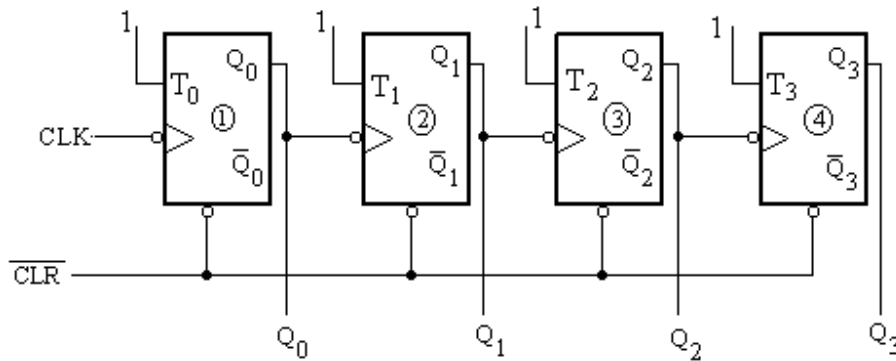 1 1 1 1
Q0 Q1 Q2 Q3
T0 T1 T2 T3
① ② ③ ④
CLK
Q̅0 Q̅1 Q̅2 Q̅3
C̅L̅R̅
Q0 Q1 Q2 Q3